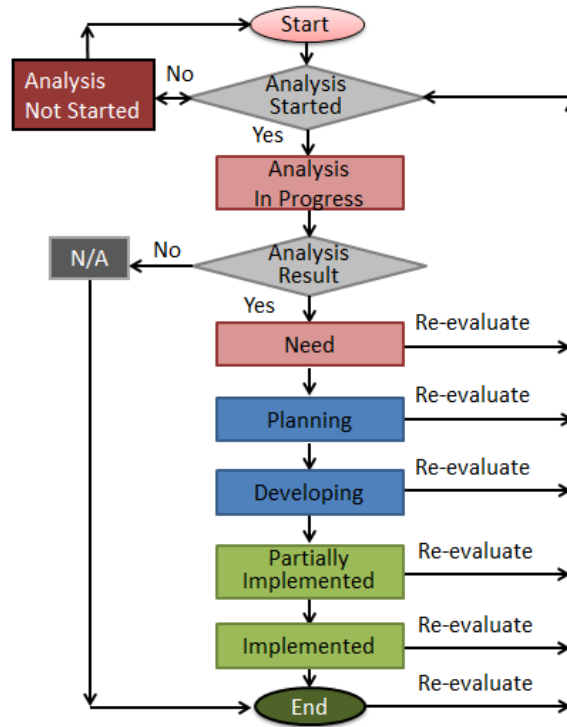 Start
Analysis
Not Started
No
Analysis
Started
Yes
Analysis
In Progress
N/A
No
Analysis
Result
Yes
Need
Re-evaluate
Planning
Re-evaluate
Developing
Re-evaluate
Partially
Implemented
Re-evaluate
Implemented
Re-evaluate
End
Re-evaluate